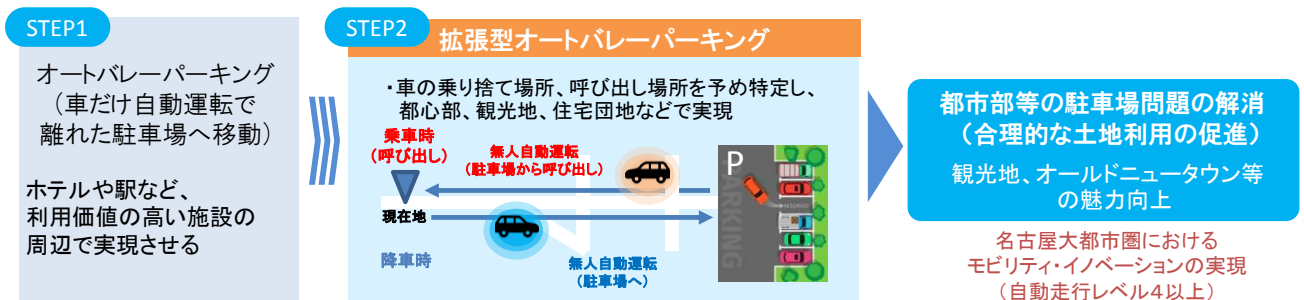 STEP1
オートバレーパーキング
（車だけ自動運転で
離れた駐車場へ移動）
ホテルや駅など、
利用価値の高い施設の
周辺で実現させる
STEP2
拡張型オートバレーパーキング
・車の乗り捨て場所、呼び出し場所を予め特定し、
都心部、観光地、住宅団地などで実現
乗車時
（呼び出し）
無人自動運転
（駐車場から呼び出し）
現在地
降車時
無人自動運転
（駐車場へ）
P
PARKING
都市部等の駐車場問題の解消
（合理的な土地利用の促進）
観光地、オールドニュータウン等
の魅力向上
名古屋大都市圏における
モビリティ・イノベーションの実現
（自動走行レベル４以上）